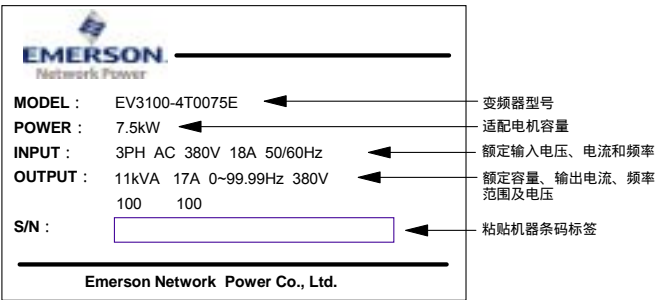 EMERSON
Network Power
MODEL : EV3100-4T0075E 变频器型号
POWER : 7.5kW 适配电机容量
INPUT : 3PH AC 380V 18A 50/60Hz 额定输入电压、电流和频率
OUTPUT : 11kVA 17A 0~99.99Hz 380V 额定容量、输出电流、频率
范围及电压
100 100
S/N : 粘贴机器条码标签
Emerson Network Power Co., Ltd.